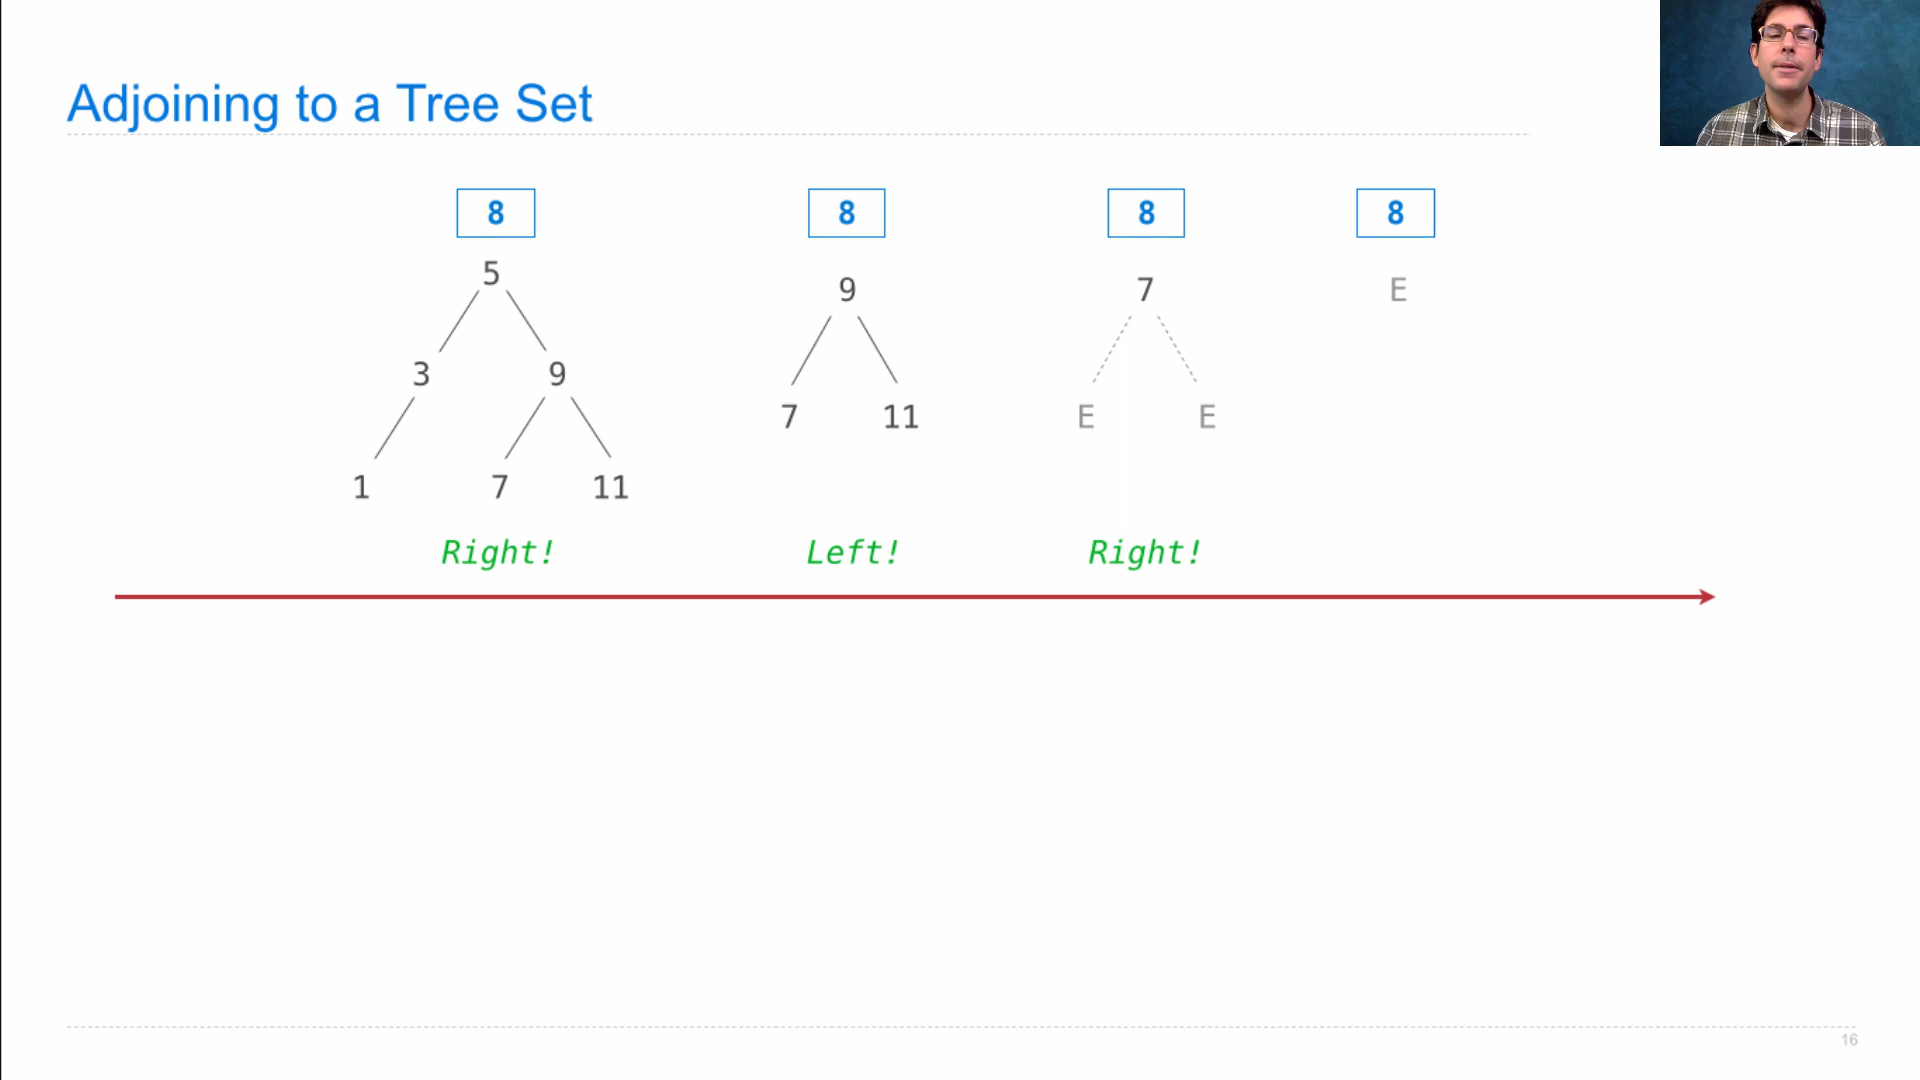 Adjoining to a Tree Set
8 8 8 8
5 9 7 E
3 9
7 11 E E
1 7 11
Right! Left! Right!
16